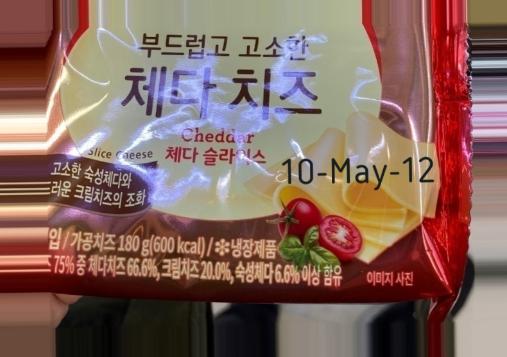 부드럽고 고소한
체다 치즈
Cheddar
Slice Cheese 체다 슬라이스
10-May-12
고소한 숙성체다와
러운 크림치즈의 조화
입 / 가공치즈 180 g(600 kcal) / ✻냉장제품
75% 중 체다치즈 66.6%, 크림치즈 20.0%, 숙성체다 6.6% 이상 함유
이미지 사진